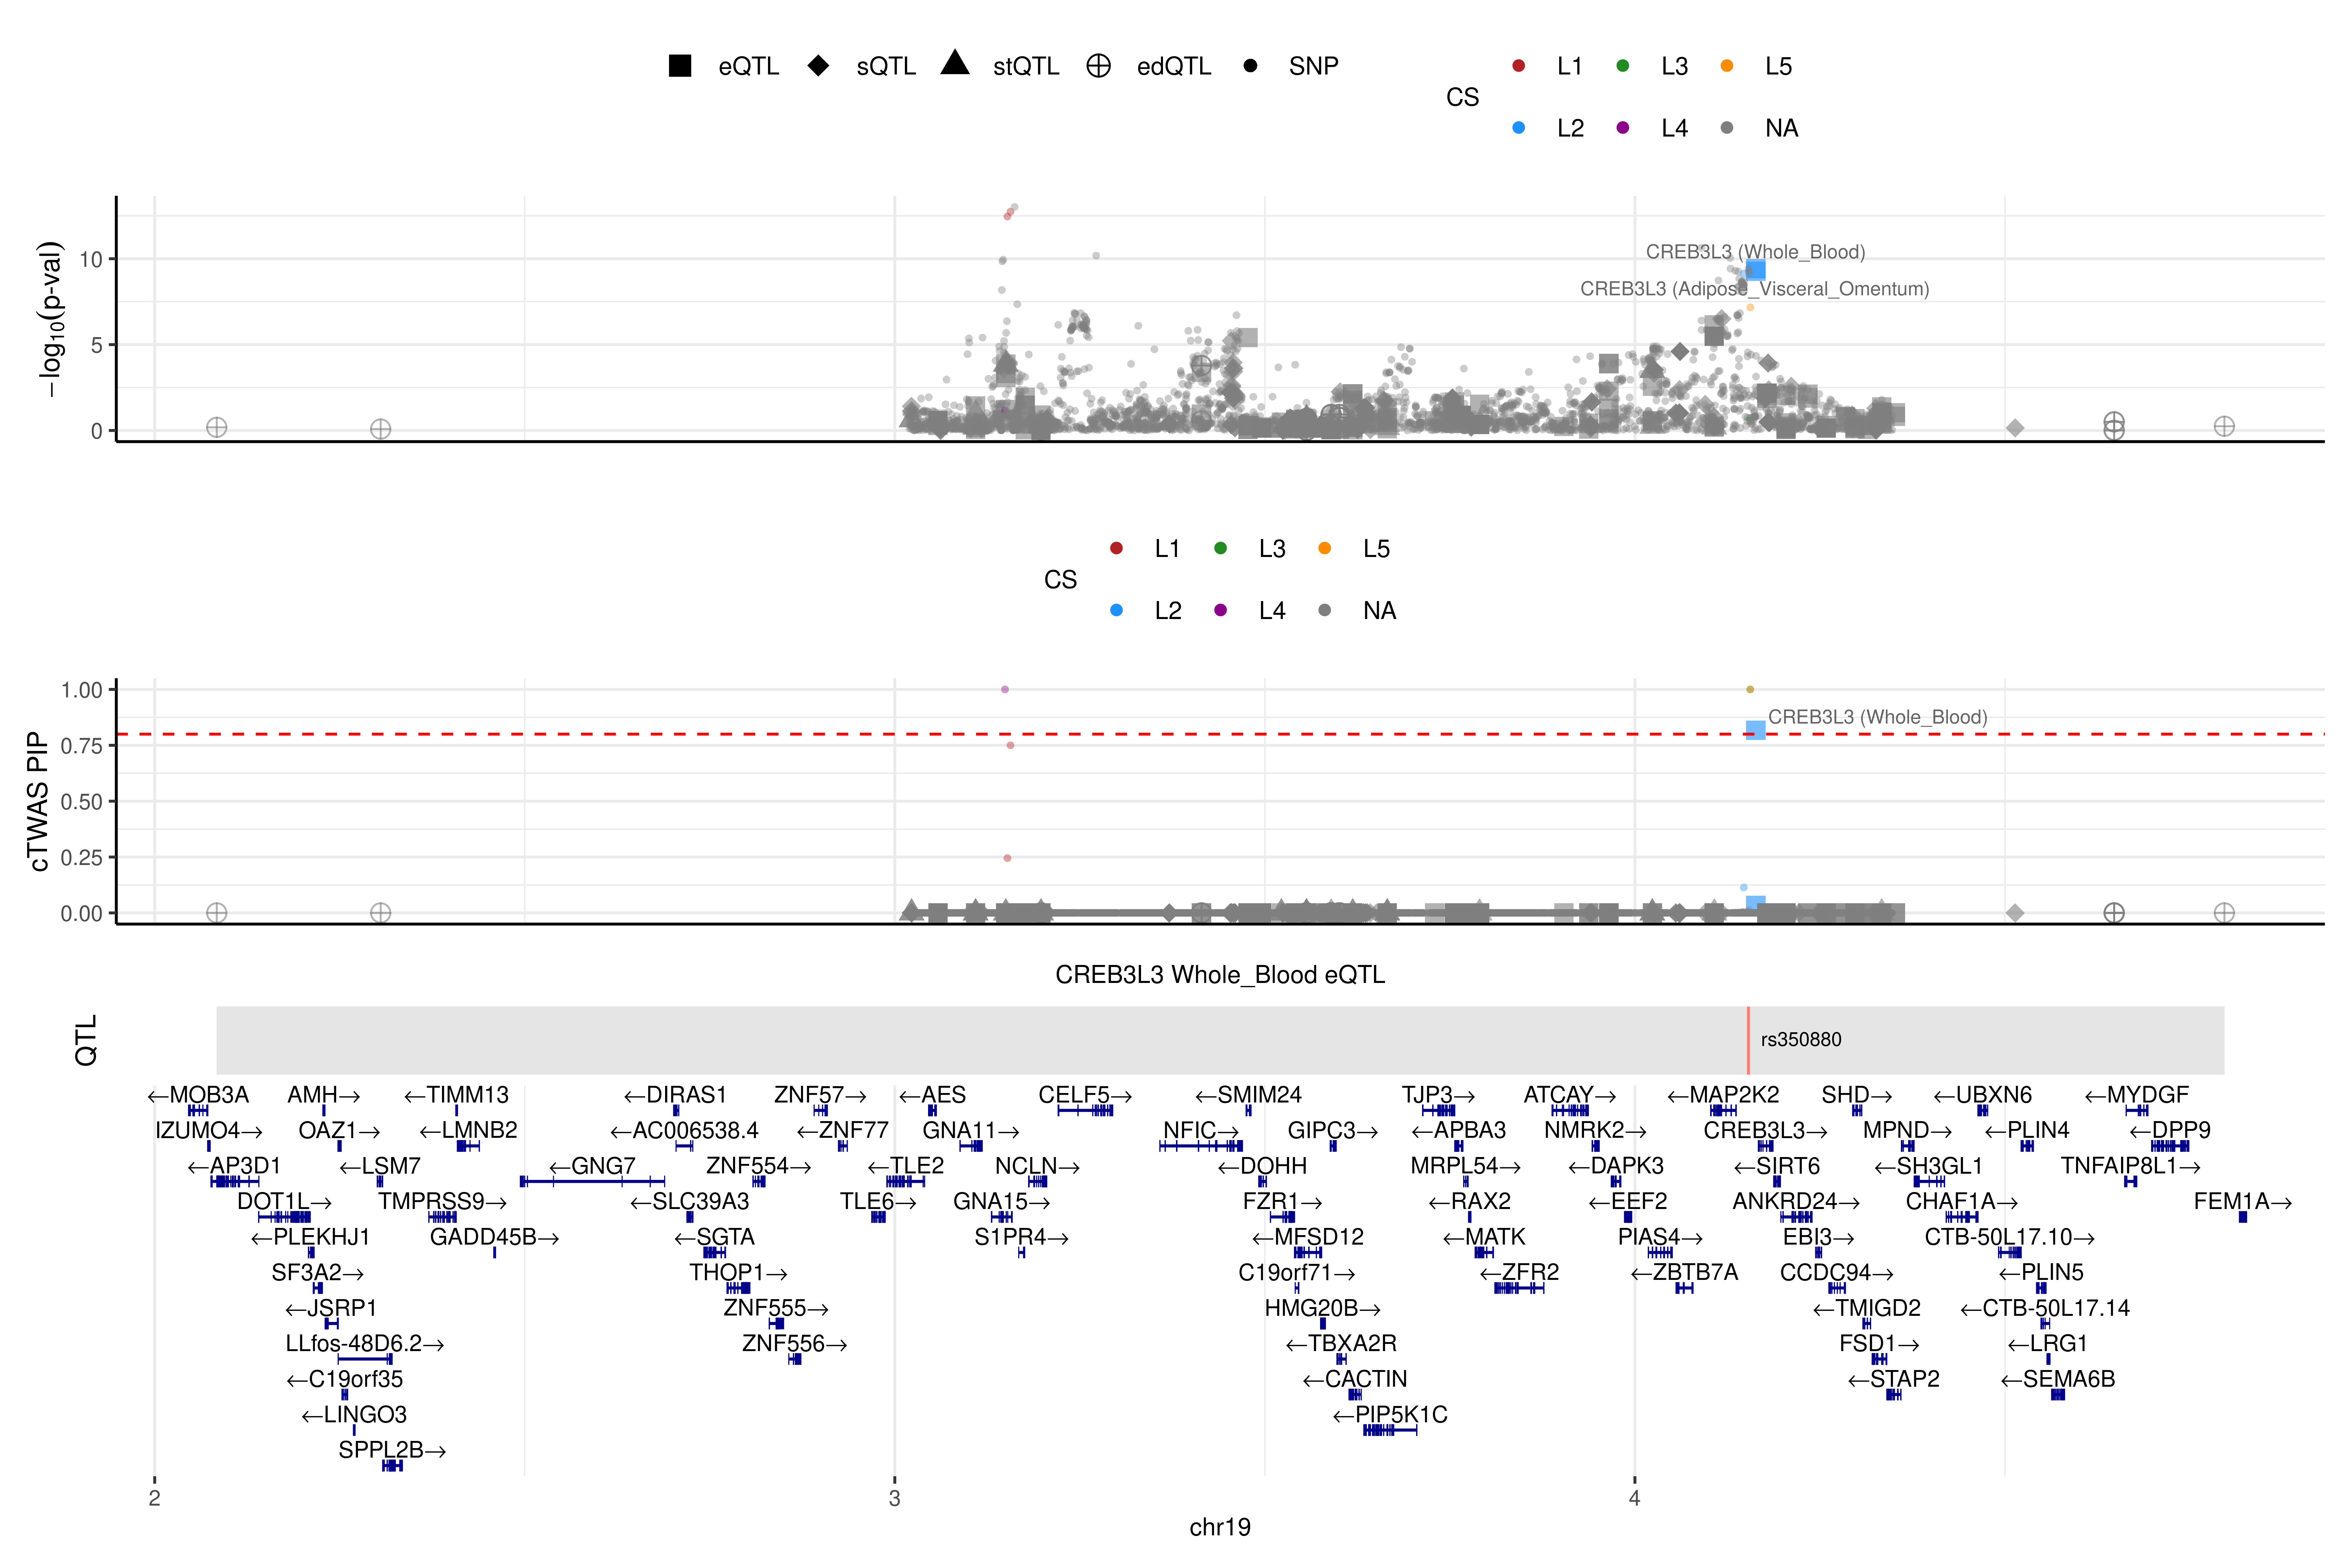 eQTL sQTL stQTL edQTL SNP
CS
L1 L3 L5
L2 L4 NA
−log10(p-val)
10
5
0
CREB3L3 (Whole_Blood)
CREB3L3 (Adipose_Visceral_Omentum)
CS
L1 L3 L5
L2 L4 NA
cTWAS PIP
1.00
0.75
0.50
0.25
0.00
CREB3L3 (Whole_Blood)
CREB3L3 Whole_Blood eQTL
QTL
rs350880
←MOB3A AMH→ ←TIMM13 ←DIRAS1 ZNF57→ ←AES CELF5→ ←SMIM24 TJP3→ ATCAY→ ←MAP2K2 SHD→ ←UBXN6 ←MYDGF
IZUMO4→ OAZ1→ ←LMNB2 ←AC006538.4 ←ZNF77 GNA11→ NFIC→ GIPC3→ ←APBA3 NMRK2→ CREB3L3→ MPND→ ←PLIN4 ←DPP9
←AP3D1 ←LSM7 ←GNG7 ZNF554→ ←TLE2 NCLN→ ←DOHH MRPL54→ ←DAPK3 ←SIRT6 ←SH3GL1 TNFAIP8L1→
DOT1L→ TMPRSS9→ ←SLC39A3 TLE6→ GNA15→ FZR1→ ←RAX2 ←EEF2 ANKRD24→ CHAF1A→ FEM1A→
←PLEKHJ1 GADD45B→ ←SGTA S1PR4→ ←MFSD12 ←MATK PIAS4→ EBI3→ CTB-50L17.10→
SF3A2→ THOP1→ C19orf71→ ←ZFR2 ←ZBTB7A CCDC94→ ←PLIN5
←JSRP1 ZNF555→ HMG20B→ ←TMIGD2 ←CTB-50L17.14
LLfos-48D6.2→ ZNF556→ ←TBXA2R FSD1→ ←LRG1
←C19orf35 ←CACTIN ←STAP2 ←SEMA6B
←LINGO3 ←PIP5K1C
SPPL2B→
2 3 4
chr19